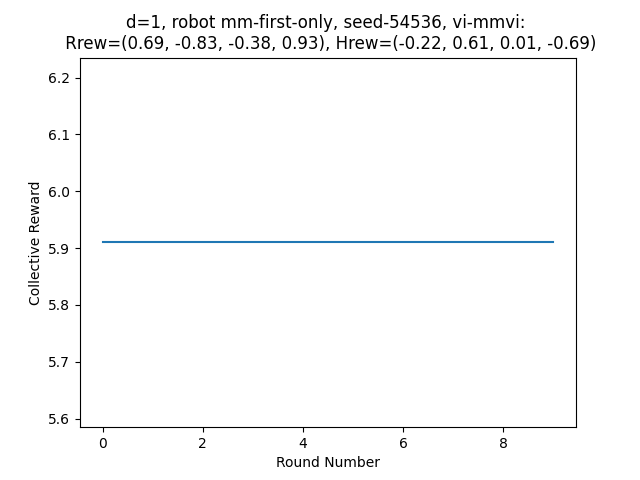 d=1, robot mm-first-only, seed-54536, vi-mmvi:
Rrew=(0.69, -0.83, -0.38, 0.93), Hrew=(-0.22, 0.61, 0.01, -0.69)
6.2
6.1
6.0
5.9
5.8
5.7
5.6
Collective Reward
0 2 4 6 8
Round Number